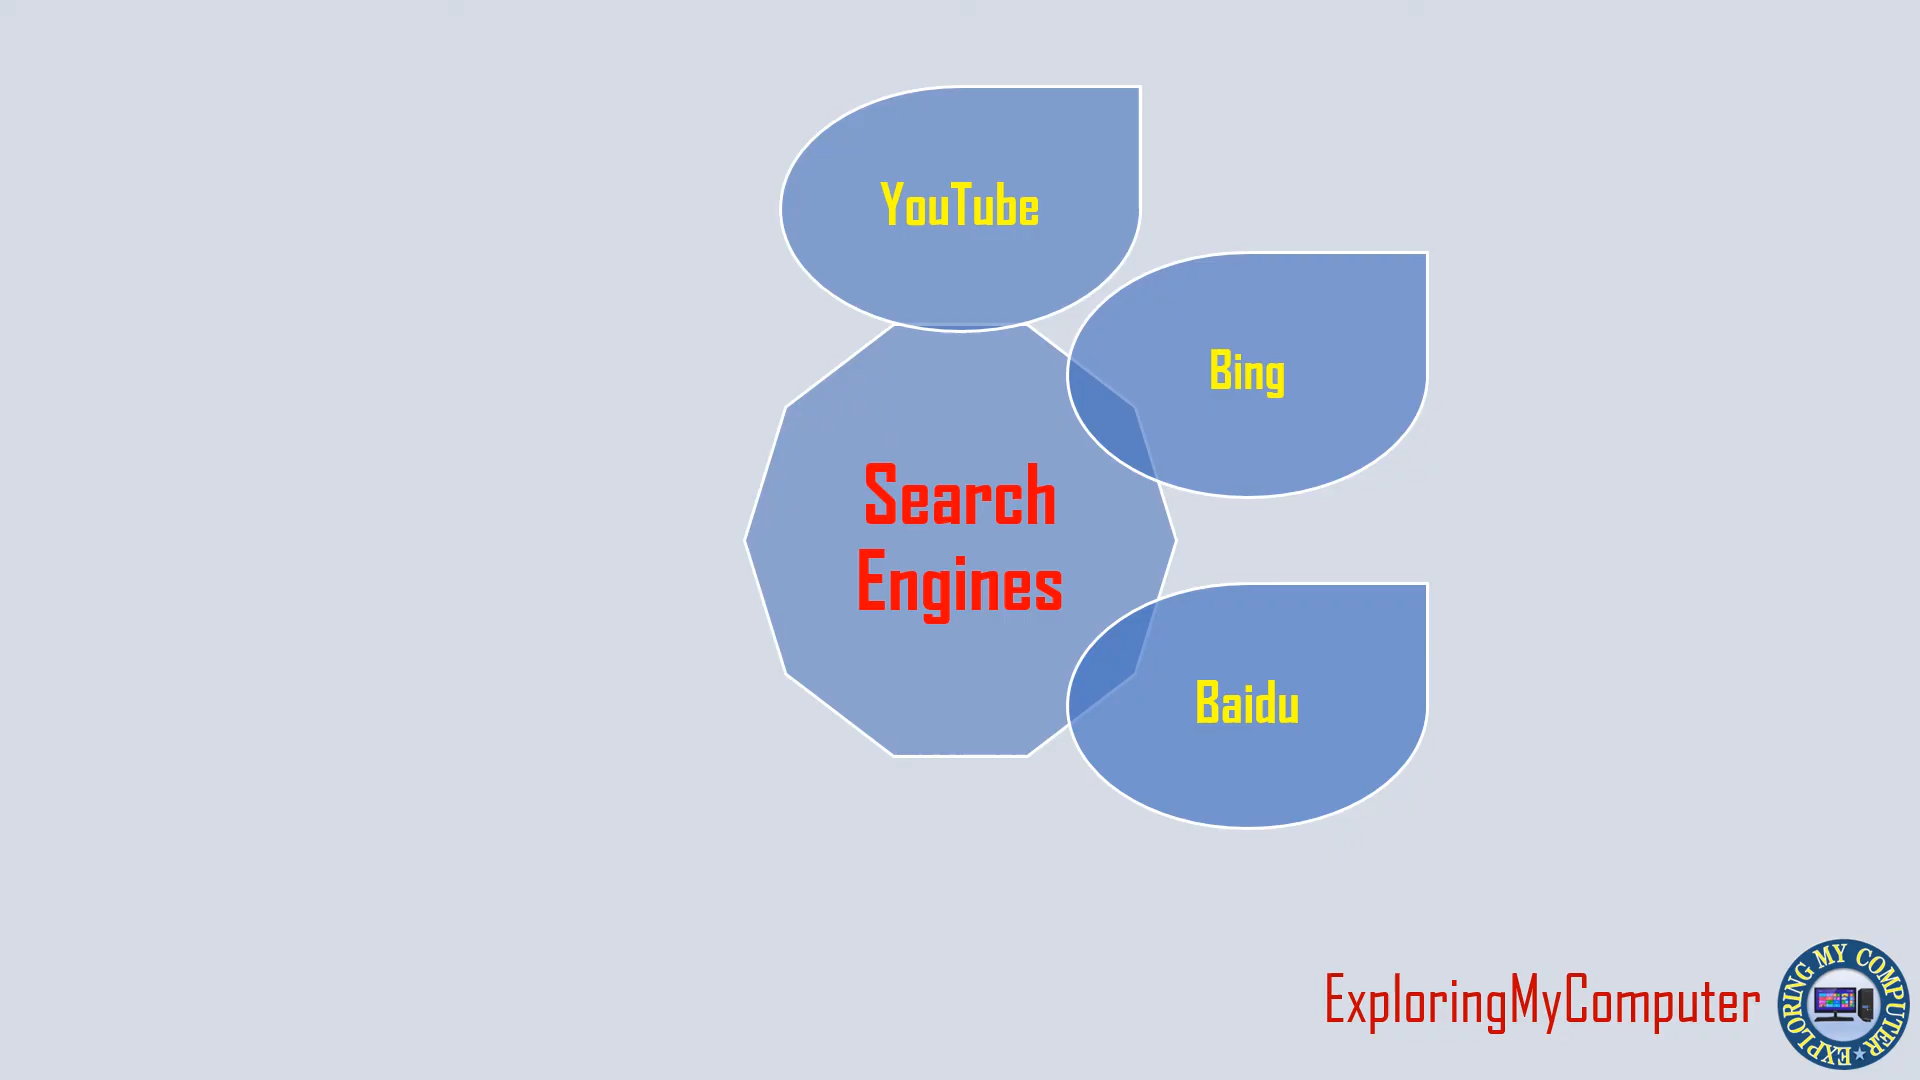 YouTube
Bing
Search
Engines
Baidu
ExploringMyComputer
EXPLORING MY COMPUTER